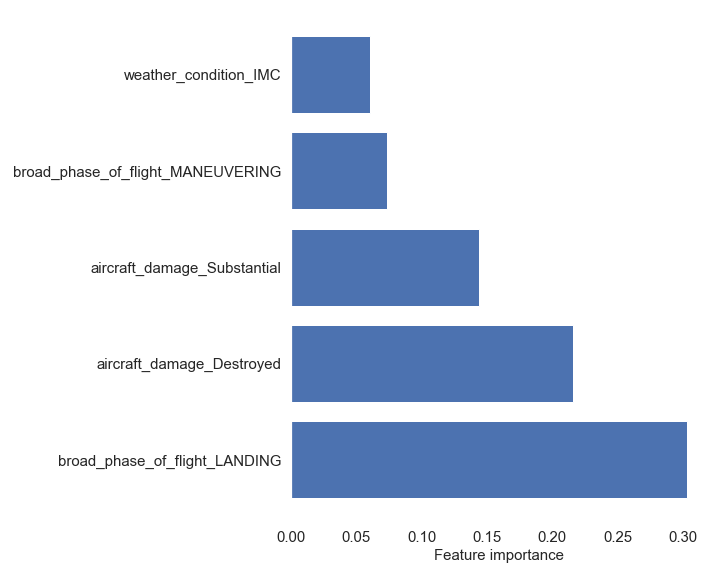 weather_condition_IMC
broad_phase_of_flight_MANEUVERING
aircraft_damage_Substantial
aircraft_damage_Destroyed
broad_phase_of_flight_LANDING
0.00 0.05 0.10 0.15 0.20 0.25 0.30
Feature importance